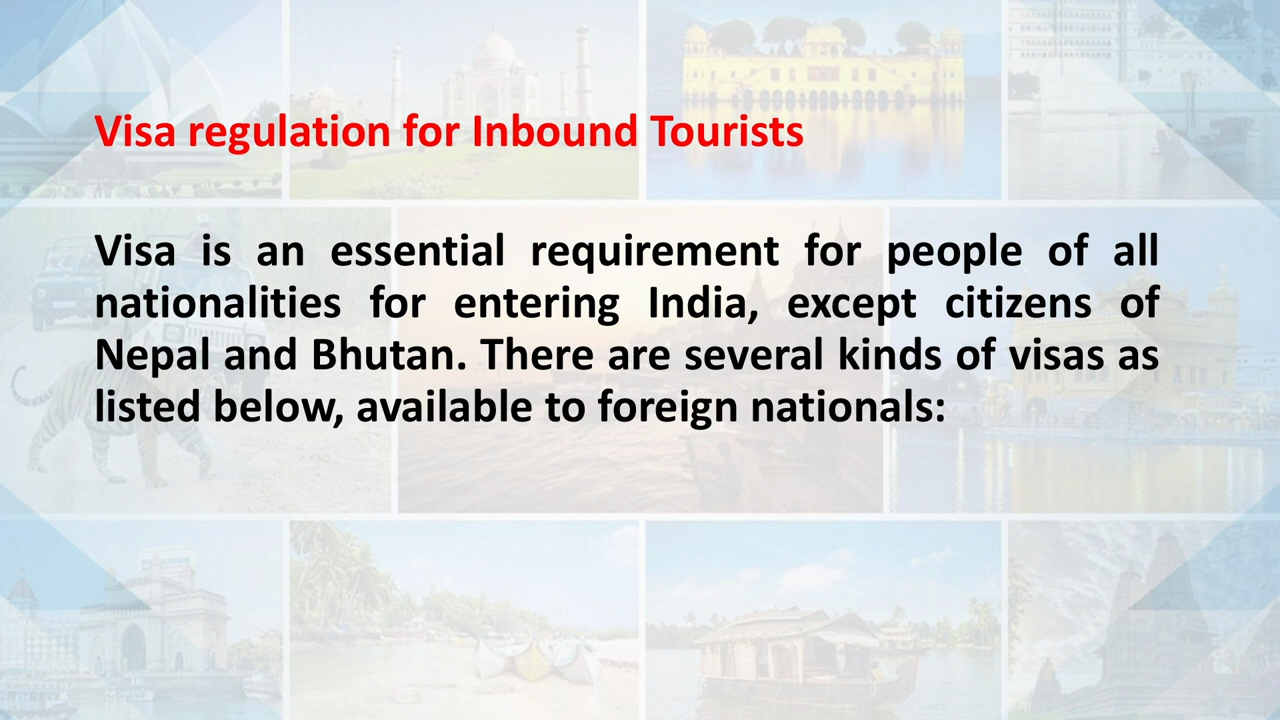 Visa regulation for Inbound Tourists
Visa is an essential requirement for people of all
nationalities for entering India, except citizens of
Nepal and Bhutan. There are several kinds of visas as
listed below, available to foreign nationals: